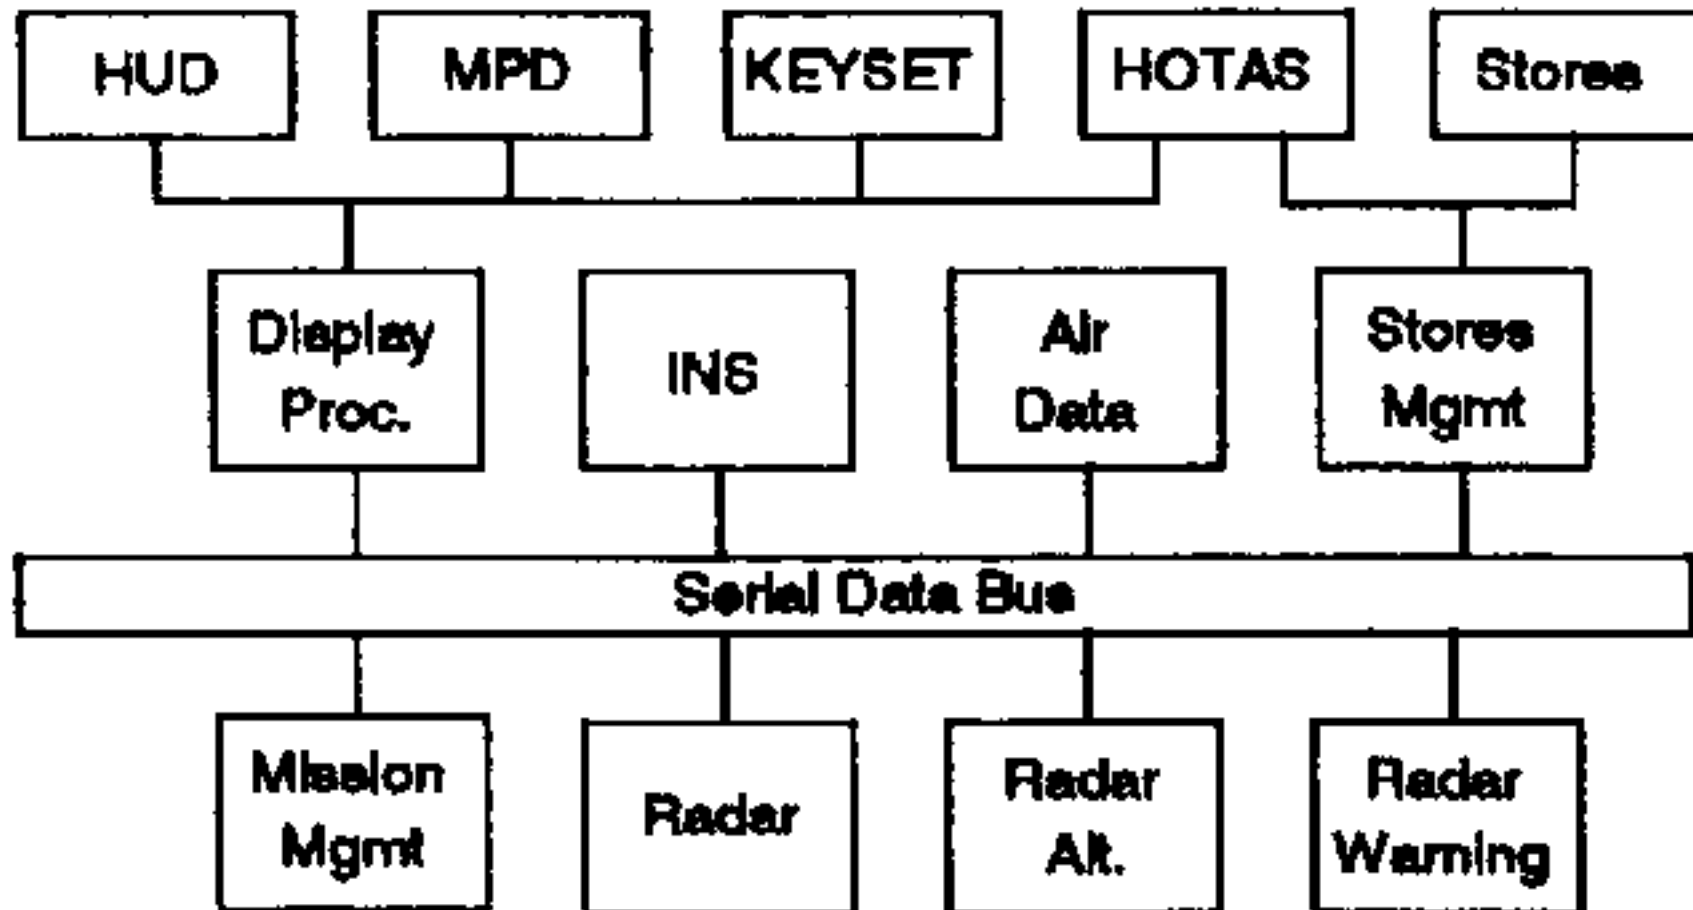 HUD
MPD
KEYSET
HOTAS
Stores
Display
Proc.
INS
Air
Data
Stores
Mgmt
Serial Data Bus
Mission
Mgmt
Radar
Radar
Alt.
Radar
Warning